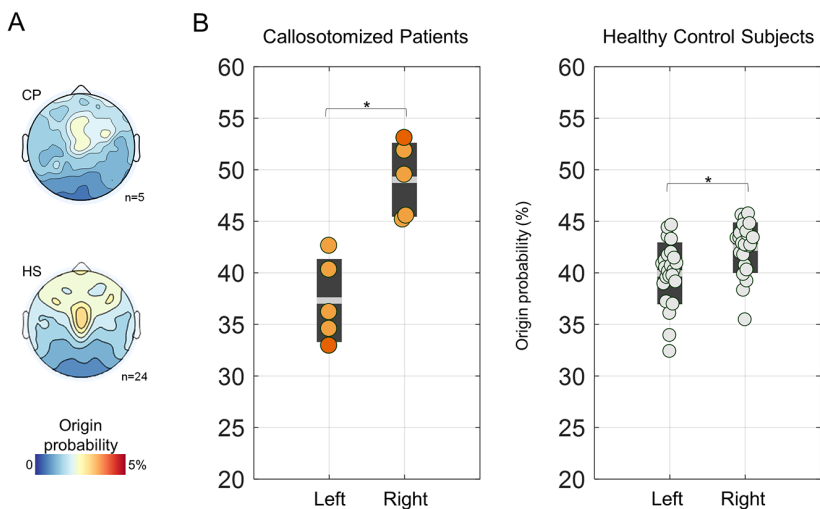 A
CP
n=5
HS
n=24
Origin
probability
0
5%
B
Callosotomized Patients
60
55
50
45
40
35
30
25
20
*
Left Right
Healthy Control Subjects
Origin probability (%)
60
55
50
45
40
35
30
25
20
*
Left Right